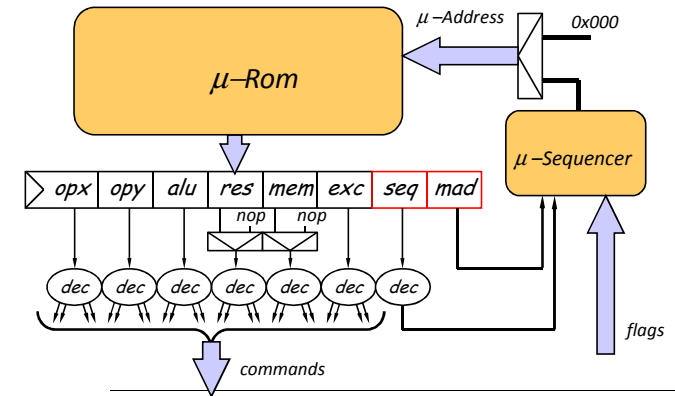 μ–Address
0x000
μ–Rom
μ–Sequencer
opx opy alu res mem exc seq mad
nop nop
dec dec dec dec dec dec dec
flags
commands